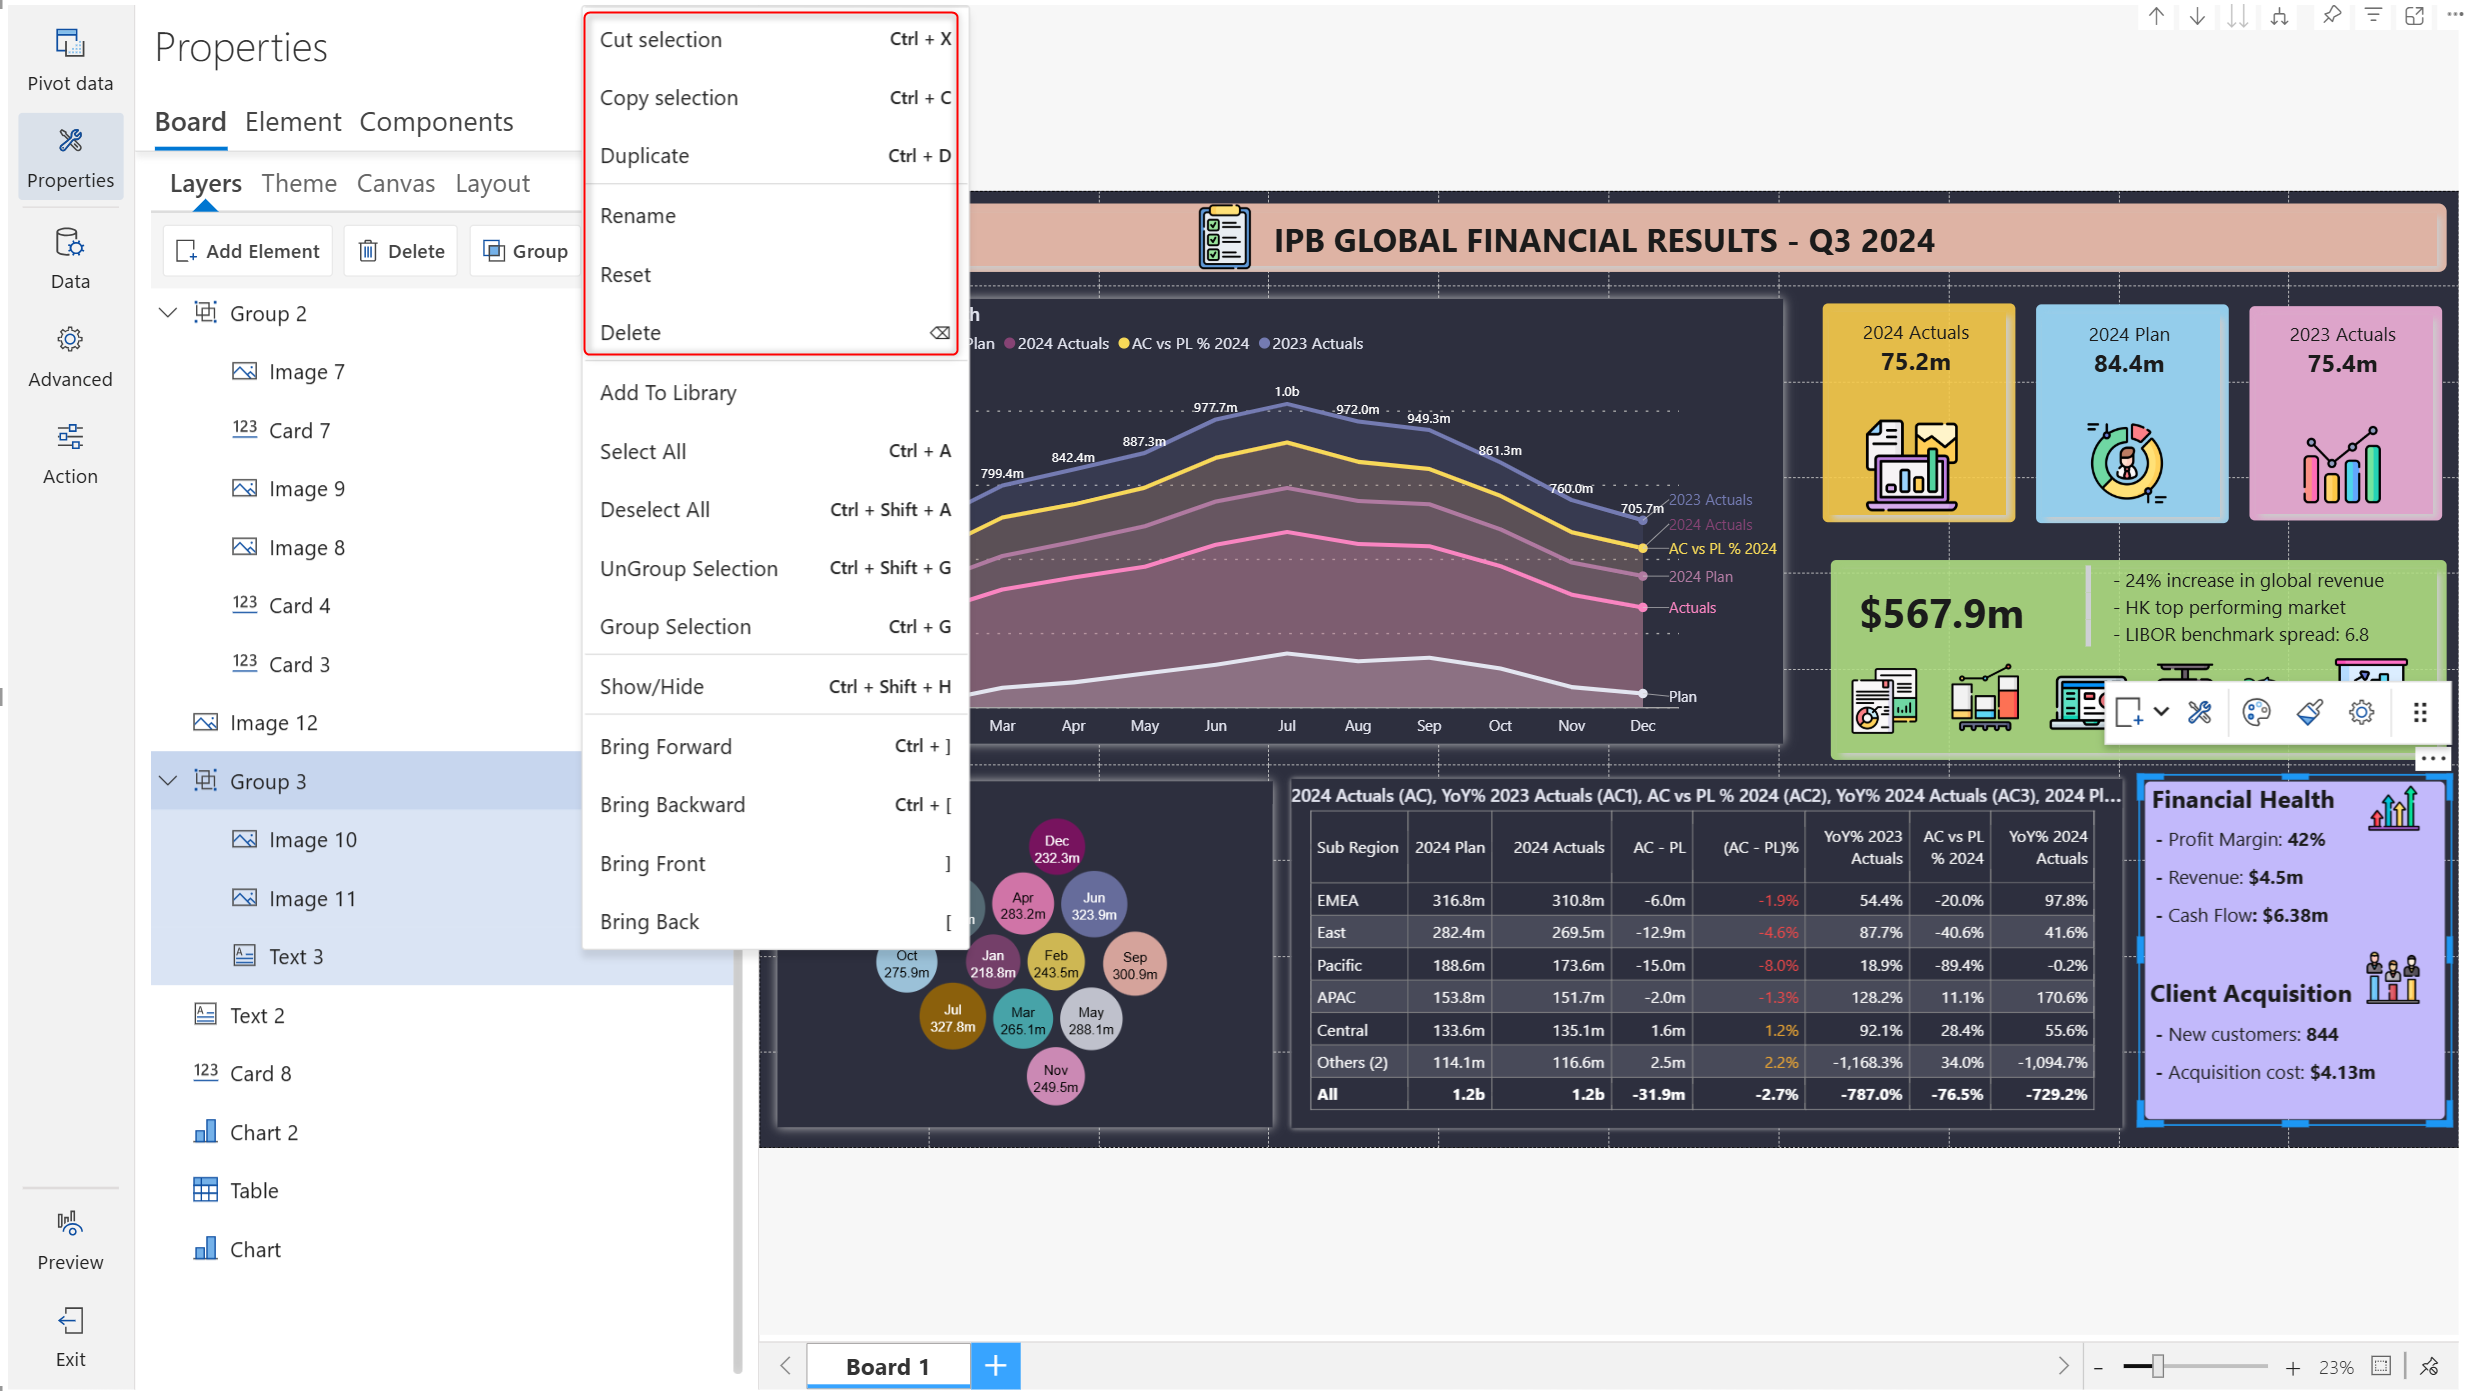 Pivot data
Properties
Data
Advanced
Action
Preview
Exit
Properties
Board Element Components
Layers Theme Canvas Layout
Add Element Delete Group
Group 2
Image 7
123 Card 7
Image 9
Image 8
123 Card 4
123 Card 3
Image 12
Group 3
Image 10
Image 11
Text 3
Text 2
123 Card 8
Chart 2
Table
Chart
Cut selection Ctrl + X
Copy selection Ctrl + C
Duplicate Ctrl + D
Rename
Reset
Delete
Add To Library
Select All Ctrl + A
Deselect All Ctrl + Shift + A
UnGroup Selection Ctrl + Shift + G
Group Selection Ctrl + G
Show/Hide Ctrl + Shift + H
Bring Forward Ctrl + ]
Bring Backward Ctrl + [
Bring Front ]
Bring Back [
IPB GLOBAL FINANCIAL RESULTS - Q3 2024
h
Plan 2024 Actuals AC vs PL % 2024 2023 Actuals
799.4m 842.4m 887.3m 977.7m 1.0b 972.0m 949.3m 861.3m 760.0m 705.7m
2023 Actuals
2024 Actuals
AC vs PL % 2024
2024 Plan
Actuals
Plan
Mar Apr May Jun Jul Aug Sep Oct Nov Dec
2024 Actuals
75.2m
2024 Plan
84.4m
2023 Actuals
75.4m
$567.9m
- 24% increase in global revenue
- HK top performing market
- LIBOR benchmark spread: 6.8
Dec
232.3m
Apr
283.2m
Jun
323.9m
Oct
275.9m
Jan
218.8m
Feb
243.5m
Sep
300.9m
Jul
327.8m
Mar
265.1m
May
288.1m
Nov
249.5m
2024 Actuals (AC), YoY% 2023 Actuals (AC1), AC vs PL % 2024 (AC2), YoY% 2024 Actuals (AC3), 2024 Pl...
Sub Region 2024 Plan 2024 Actuals AC - PL (AC - PL)% YoY% 2023 Actuals AC vs PL % 2024 YoY% 2024 Actuals
EMEA 316.8m 310.8m -6.0m -1.9% 54.4% -20.0% 97.8%
East 282.4m 269.5m -12.9m -4.6% 87.7% -40.6% 41.6%
Pacific 188.6m 173.6m -15.0m -8.0% 18.9% -89.4% -0.2%
APAC 153.8m 151.7m -2.0m -1.3% 128.2% 11.1% 170.6%
Central 133.6m 135.1m 1.6m 1.2% 92.1% 28.4% 55.6%
Others (2) 114.1m 116.6m 2.5m 2.2% -1,168.3% 34.0% -1,094.7%
All 1.2b 1.2b -31.9m -2.7% -787.0% -76.5% -729.2%
Financial Health
- Profit Margin: 42%
- Revenue: $4.5m
- Cash Flow: $6.38m
Client Acquisition
- New customers: 844
- Acquisition cost: $4.13m
Board 1 +
- + 23%